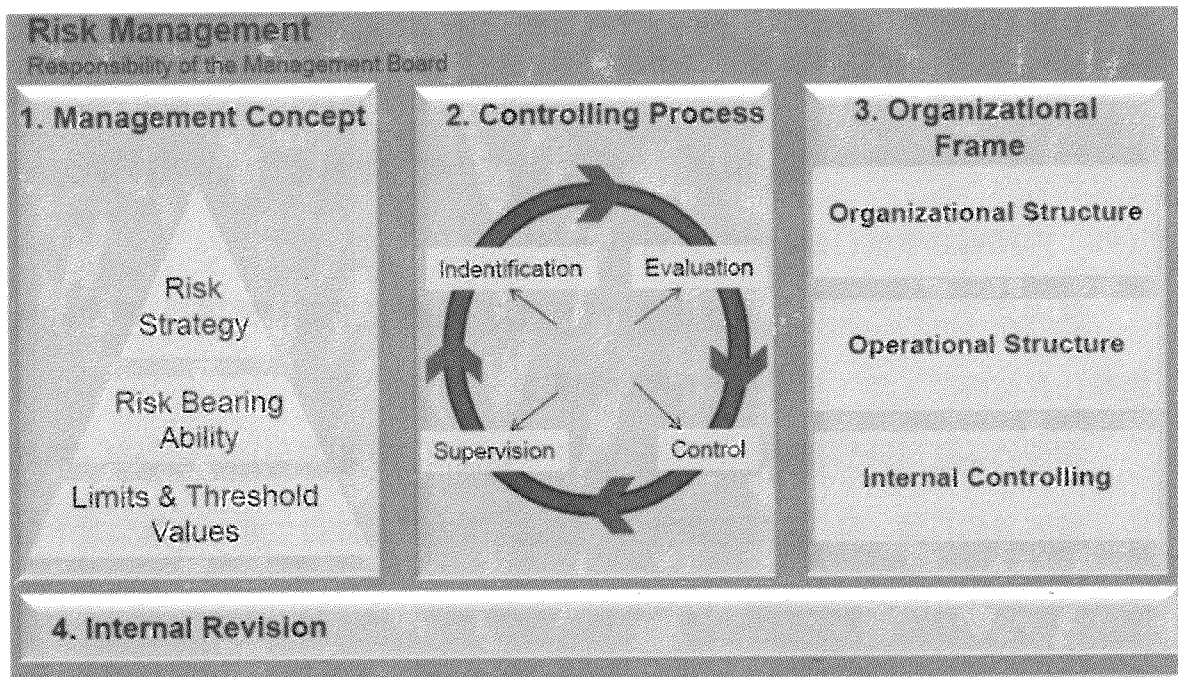 Risk Management
Responsibility of the Management Board
1. Management Concept
Risk
Strategy
Risk Bearing
Ability
Limits & Threshold
Values
2. Controlling Process
Indentification
Evaluation
Supervision
Control
3. Organizational
Frame
Organizational Structure
Operational Structure
Internal Controlling
4. Internal Revision